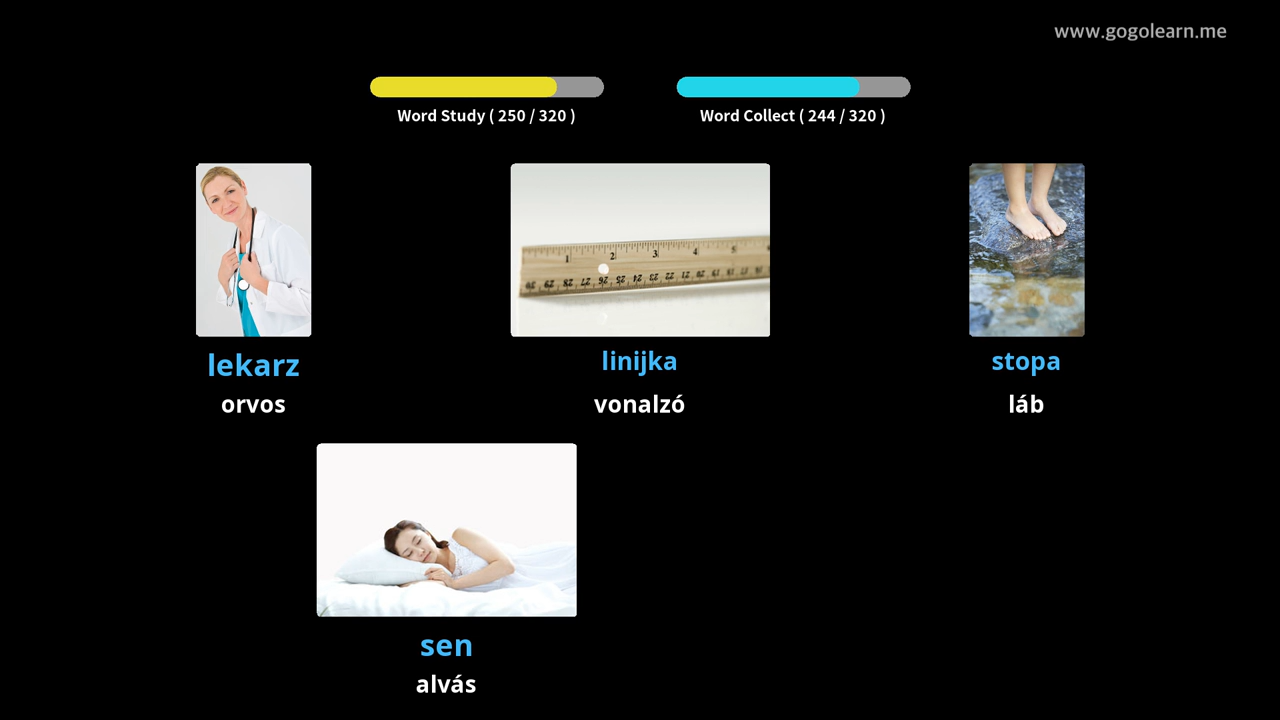 www.gogolearn.me
Word Study ( 250 / 320 )
Word Collect ( 244 / 320 )
lekarz
orvos
linijka
vonalzó
stopa
láb
sen
alvás